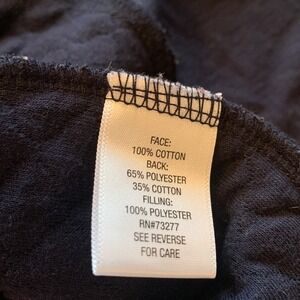 FACE:
100% COTTON
BACK:
65% POLYESTER
35% COTTON
FILLING:
100% POLYESTER
RN#73277
SEE REVERSE
FOR CARE